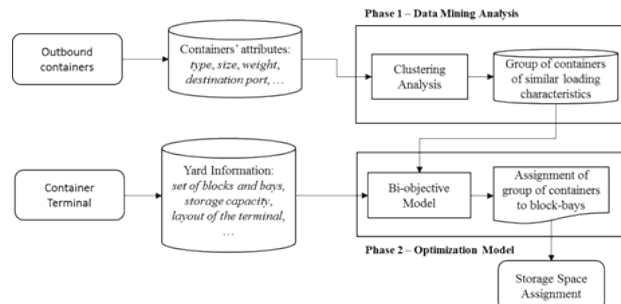 Phase 1 – Data Mining Analysis
Outbound
containers
Containers' attributes:
type, size, weight,
destination port, …
Clustering
Analysis
Group of containers
of similar loading
characteristics
Container
Terminal
Yard Information:
set of blocks and bays,
storage capacity,
layout of the terminal,
…
Bi-objective
Model
Assignment of
group of containers
to block-bays
Phase 2 – Optimization Model
Storage Space
Assignment